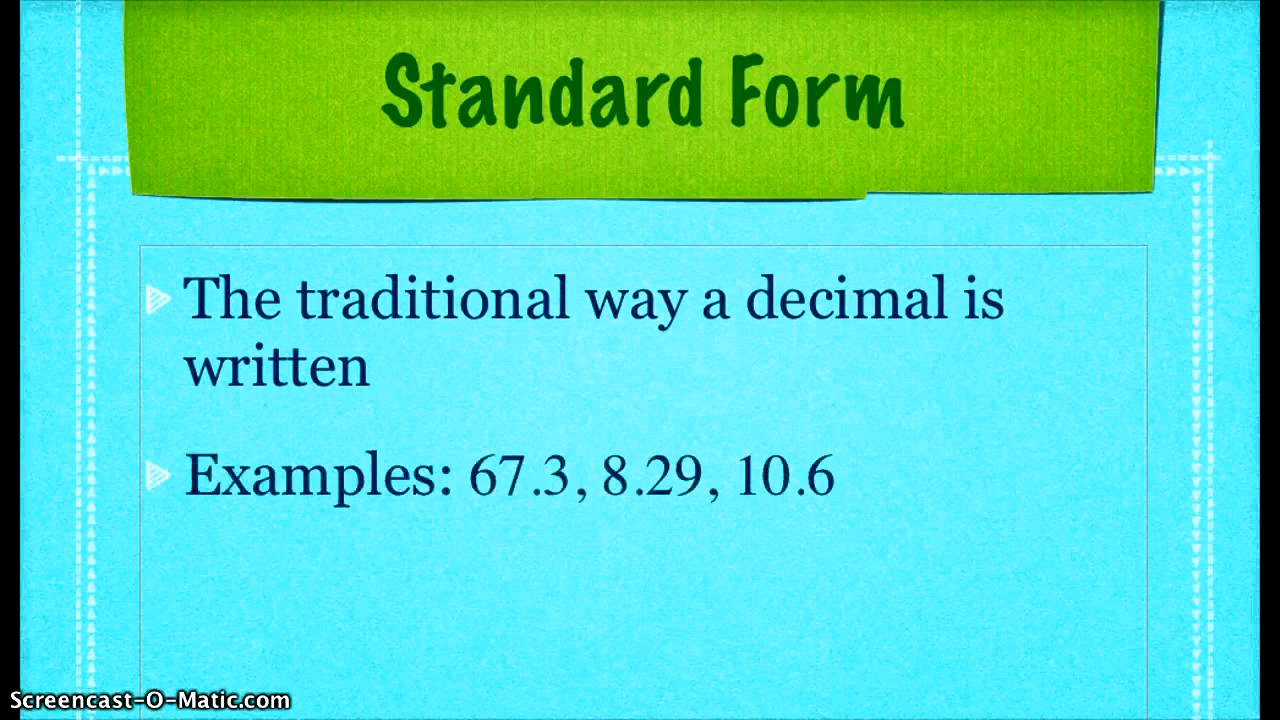 Standard Form
The traditional way a decimal is
written
Examples: 67.3, 8.29, 10.6
Screencast-O-Matic.com